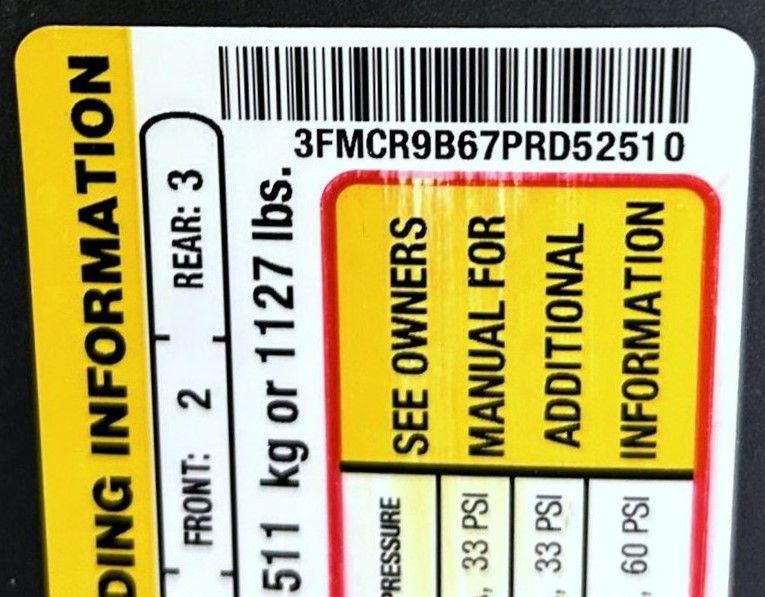 3FMCR9B67PRD52510
DING INFORMATION
FRONT: 2 REAR: 3
511 kg or 1127 lbs.
PRESSURE SEE OWNERS
, 33 PSI MANUAL FOR
, 33 PSI ADDITIONAL
, 60 PSI INFORMATION